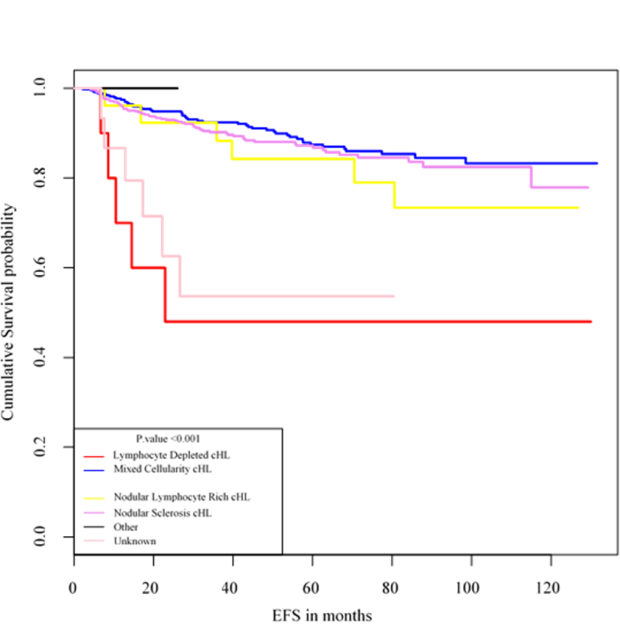 Cumulative Survival probability
1.0
0.8
0.6
0.4
0.2
0.0
P.value <0.001
Lymphocyte Depleted cHL
Mixed Cellularity cHL
Nodular Lymphocyte Rich cHL
Nodular Sclerosis cHL
Other
Unknown
0 20 40 60 80 100 120
EFS in months